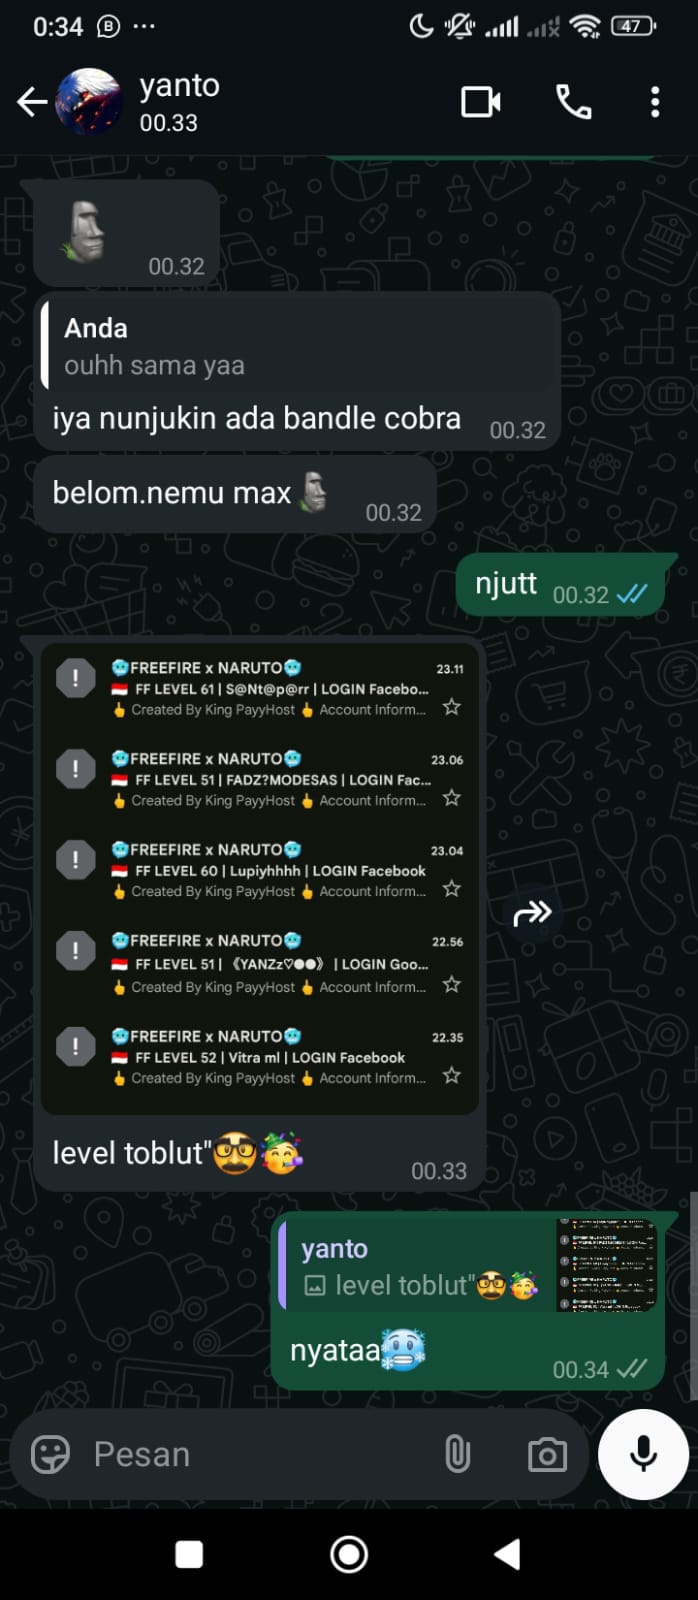 0:34
47
yanto
00.33
00.32
Anda
ouhh sama yaa
iya nunjukin ada bandle cobra 00.32
belom.nemu max🗿 00.32
njutt 00.32
🥶FREEFIRE x NARUTO🥶 23.11
🇮🇩 FF LEVEL 61 | S@Nt@p@rr | LOGIN Facebo...
👆 Created By King PayyHost 👆 Account Inform...
🥶FREEFIRE x NARUTO🥶 23.06
🇮🇩 FF LEVEL 51 | FADZ?MODESAS | LOGIN Fac...
👆 Created By King PayyHost 👆 Account Inform...
🥶FREEFIRE x NARUTO🥶 23.04
🇮🇩 FF LEVEL 60 | Lupiyhhhh | LOGIN Facebook
👆 Created By King PayyHost 👆 Account Inform...
🥶FREEFIRE x NARUTO🥶 22.56
🇮🇩 FF LEVEL 51 | 《YANZz♡●●》 | LOGIN Goo...
👆 Created By King PayyHost 👆 Account Inform...
🥶FREEFIRE x NARUTO🥶 22.35
🇮🇩 FF LEVEL 52 | Vitra ml | LOGIN Facebook
👆 Created By King PayyHost 👆 Account Inform...
level toblut"🥸🥳 00.33
yanto
level toblut"🥸🥳
nyataa🥶 00.34
Pesan